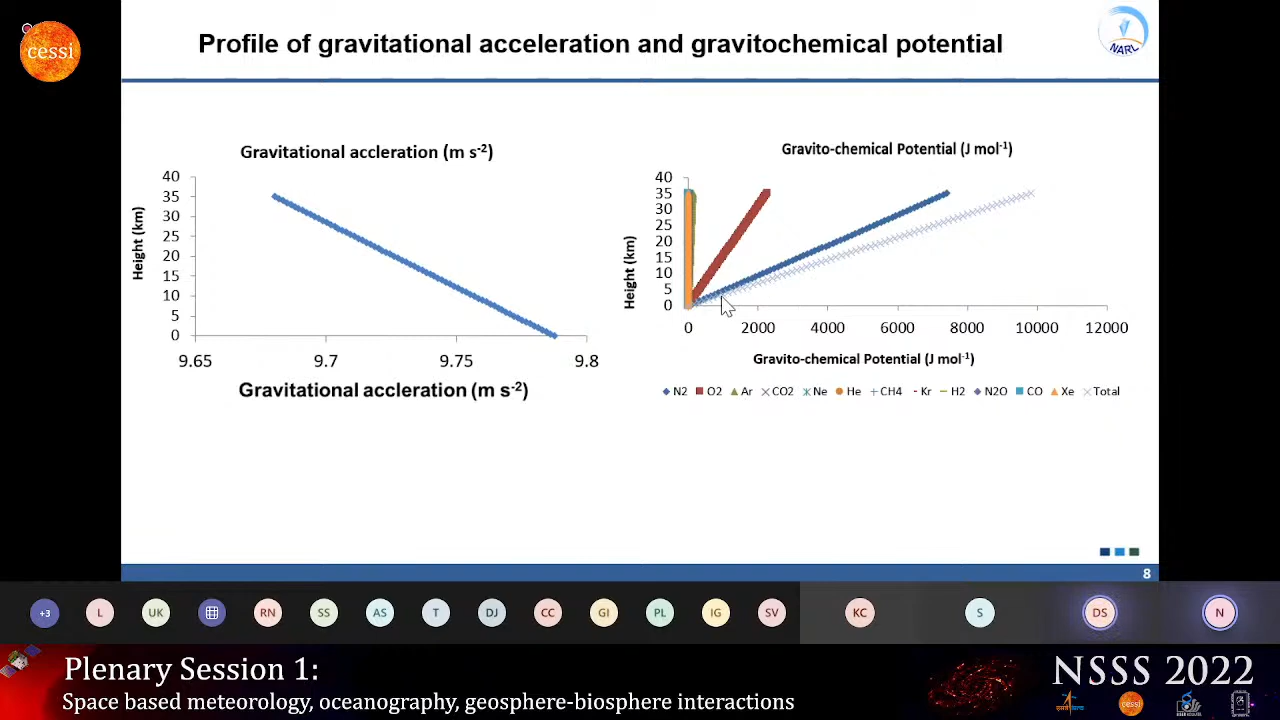 cessi
Profile of gravitational acceleration and gravitochemical potential
NARL
Gravitational accleration (m s-2)
40
35
30
25
20
15
10
5
0
Height (km)
9.65 9.7 9.75 9.8
Gravitational accleration (m s-2)
Gravito-chemical Potential (J mol-1)
40
35
30
25
20
15
10
5
0
Height (km)
0 2000 4000 6000 8000 10000 12000
Gravito-chemical Potential (J mol-1)
N2 O2 Ar CO2 Ne He CH4 Kr H2 N2O CO Xe Total
8
+3 L UK RN SS AS T DJ CC GI PL IG SV KC S DS N
Plenary Session 1:
Space based meteorology, oceanography, geosphere-biosphere interactions
NSSS 2022
cessi